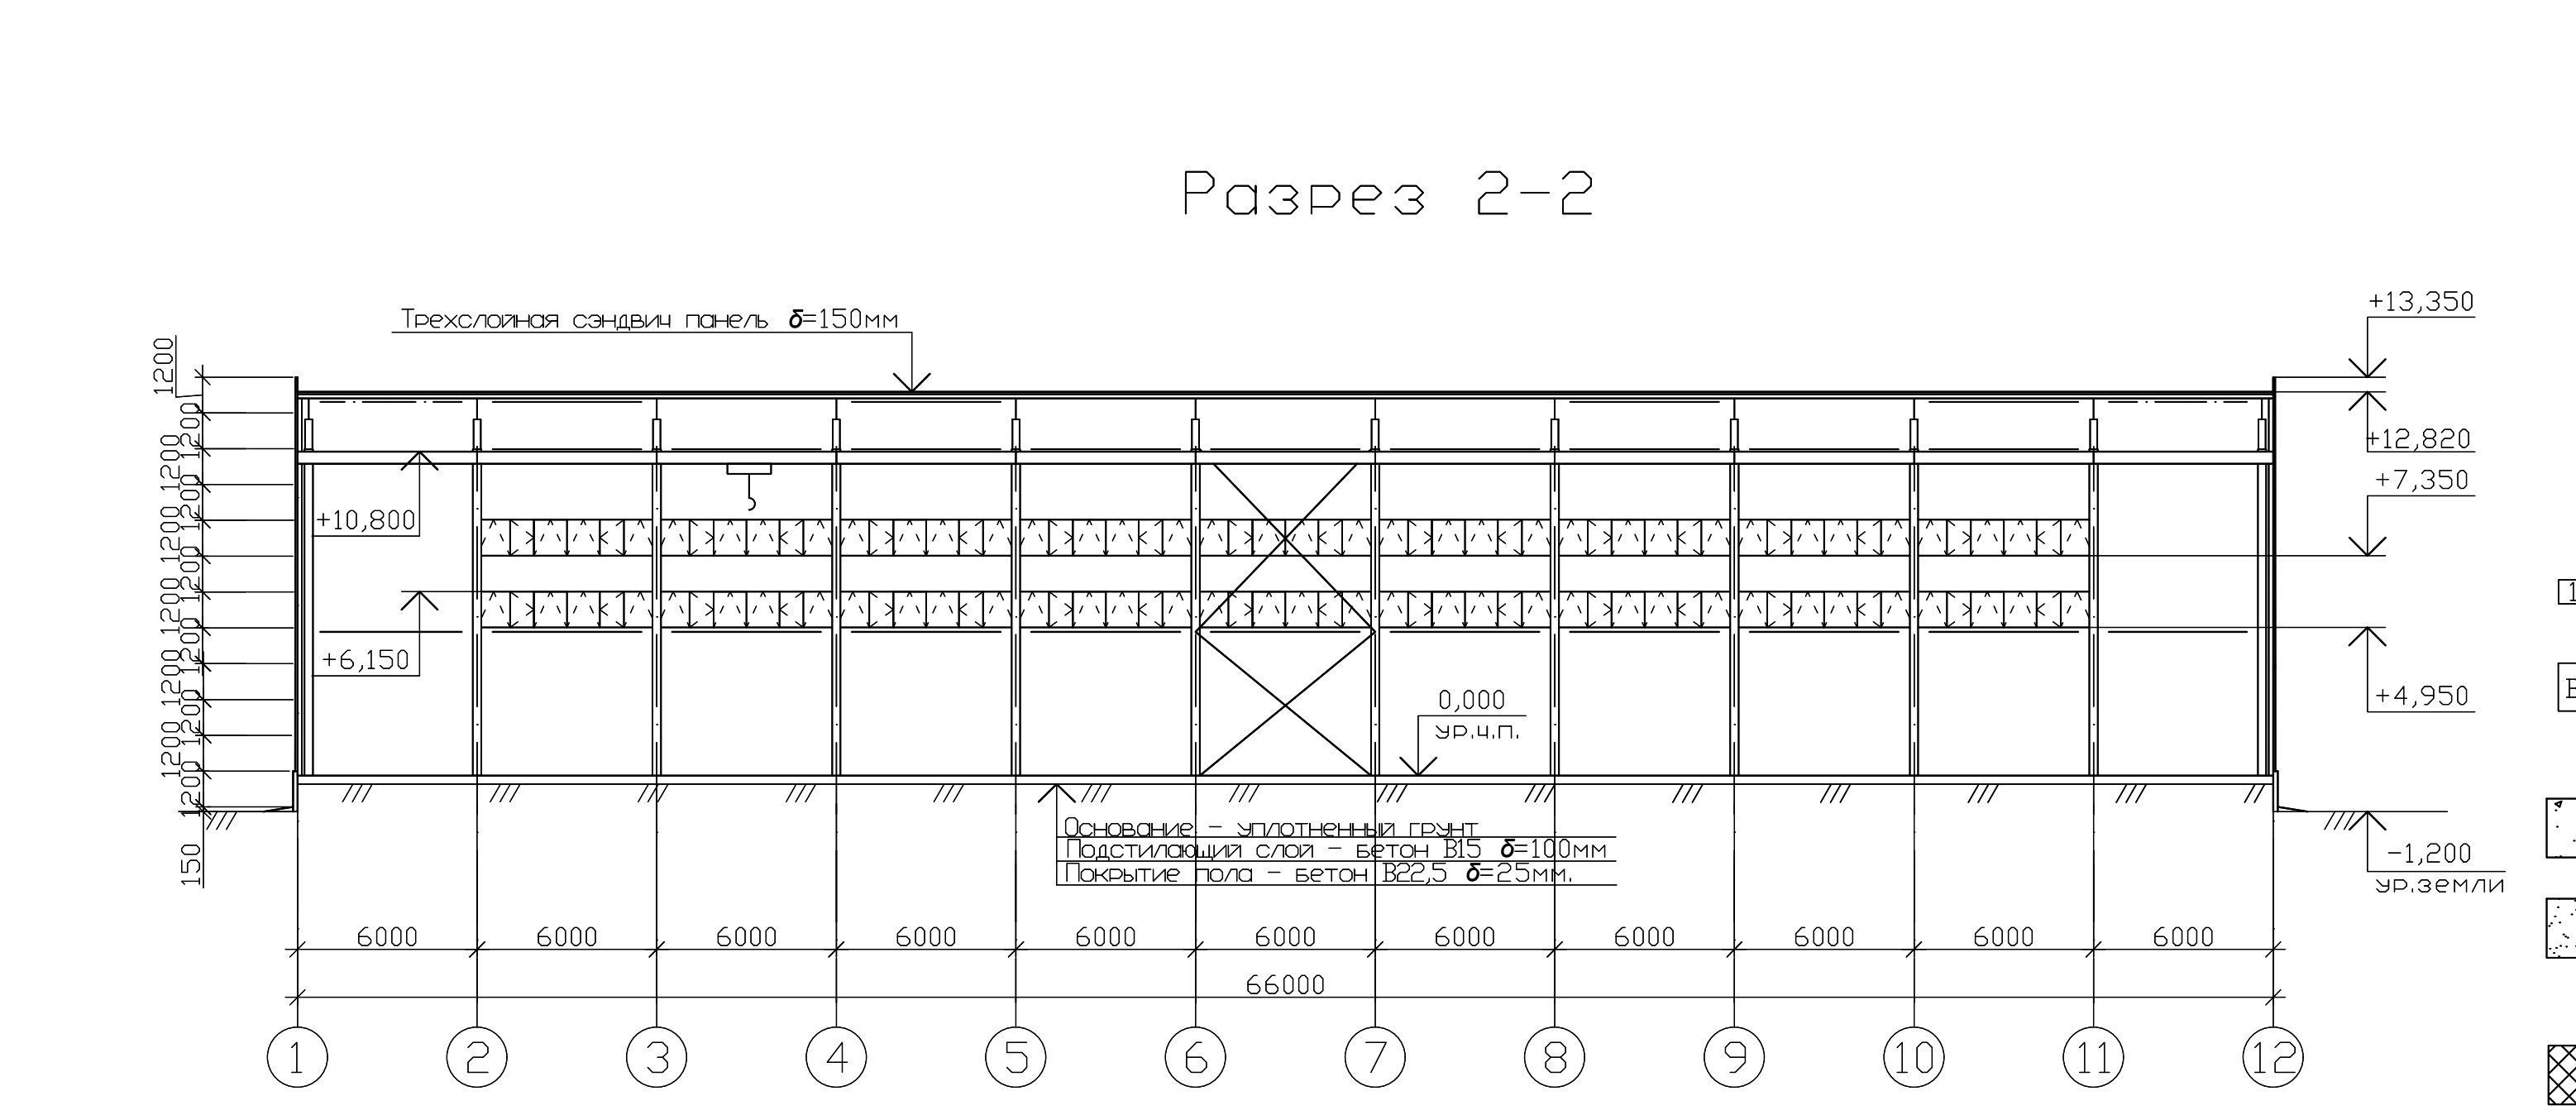 Разрез 2-2
Трехслойная сэндвич панель δ=150мм
+13,350
+12,820
+7,350
+4,950
-1,200
ур.земли
+10,800
+6,150
0,000
ур.ч.п.
1200
1200
1200
1200
1200
1200
1200
1200
1200
1200
1200
1200
150
Основание - уплотненный грунт
Подстилающий слой - бетон В15 δ=100мм
Покрытие пола - бетон В22,5 δ=25мм.
6000 6000 6000 6000 6000 6000 6000 6000 6000 6000 6000
66000
1 2 3 4 5 6 7 8 9 10 11 12